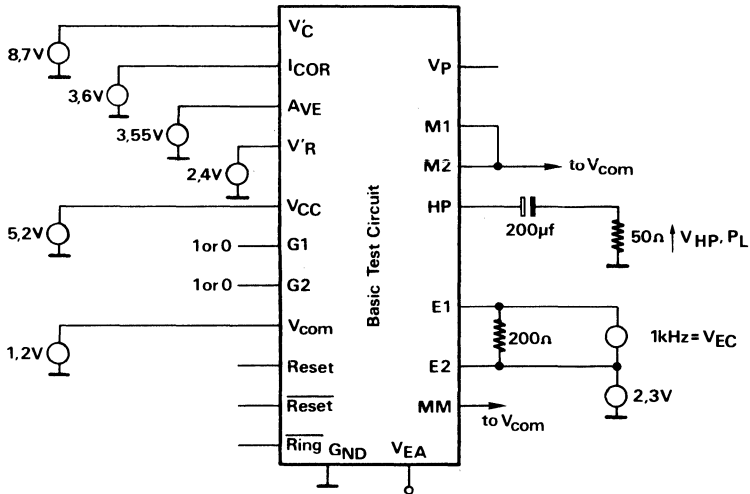 V'C
8,7V
ICOR
3,6V
AVE
3,55V
V'R
2,4V
VCC
5,2V
1 or 0 G1
1 or 0 G2
Vcom
1,2V
Reset
Reset
Ring
GND
VEA
Basic Test Circuit
VP
M1
M2 to Vcom
HP
200µf
50Ω VHP, PL
E1
200Ω
1kHz=VEC
E2
2,3V
MM
to Vcom